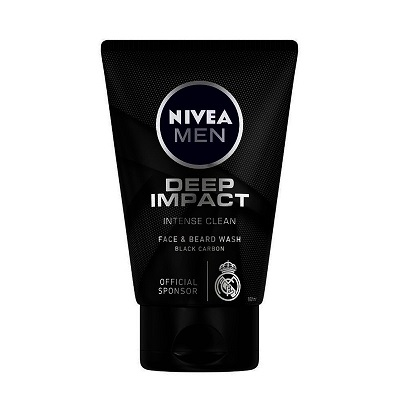 NIVEA
MEN
DEEP
IMPACT
INTENSE CLEAN
FACE & BEARD WASH
BLACK CARBON
OFFICIAL
SPONSOR